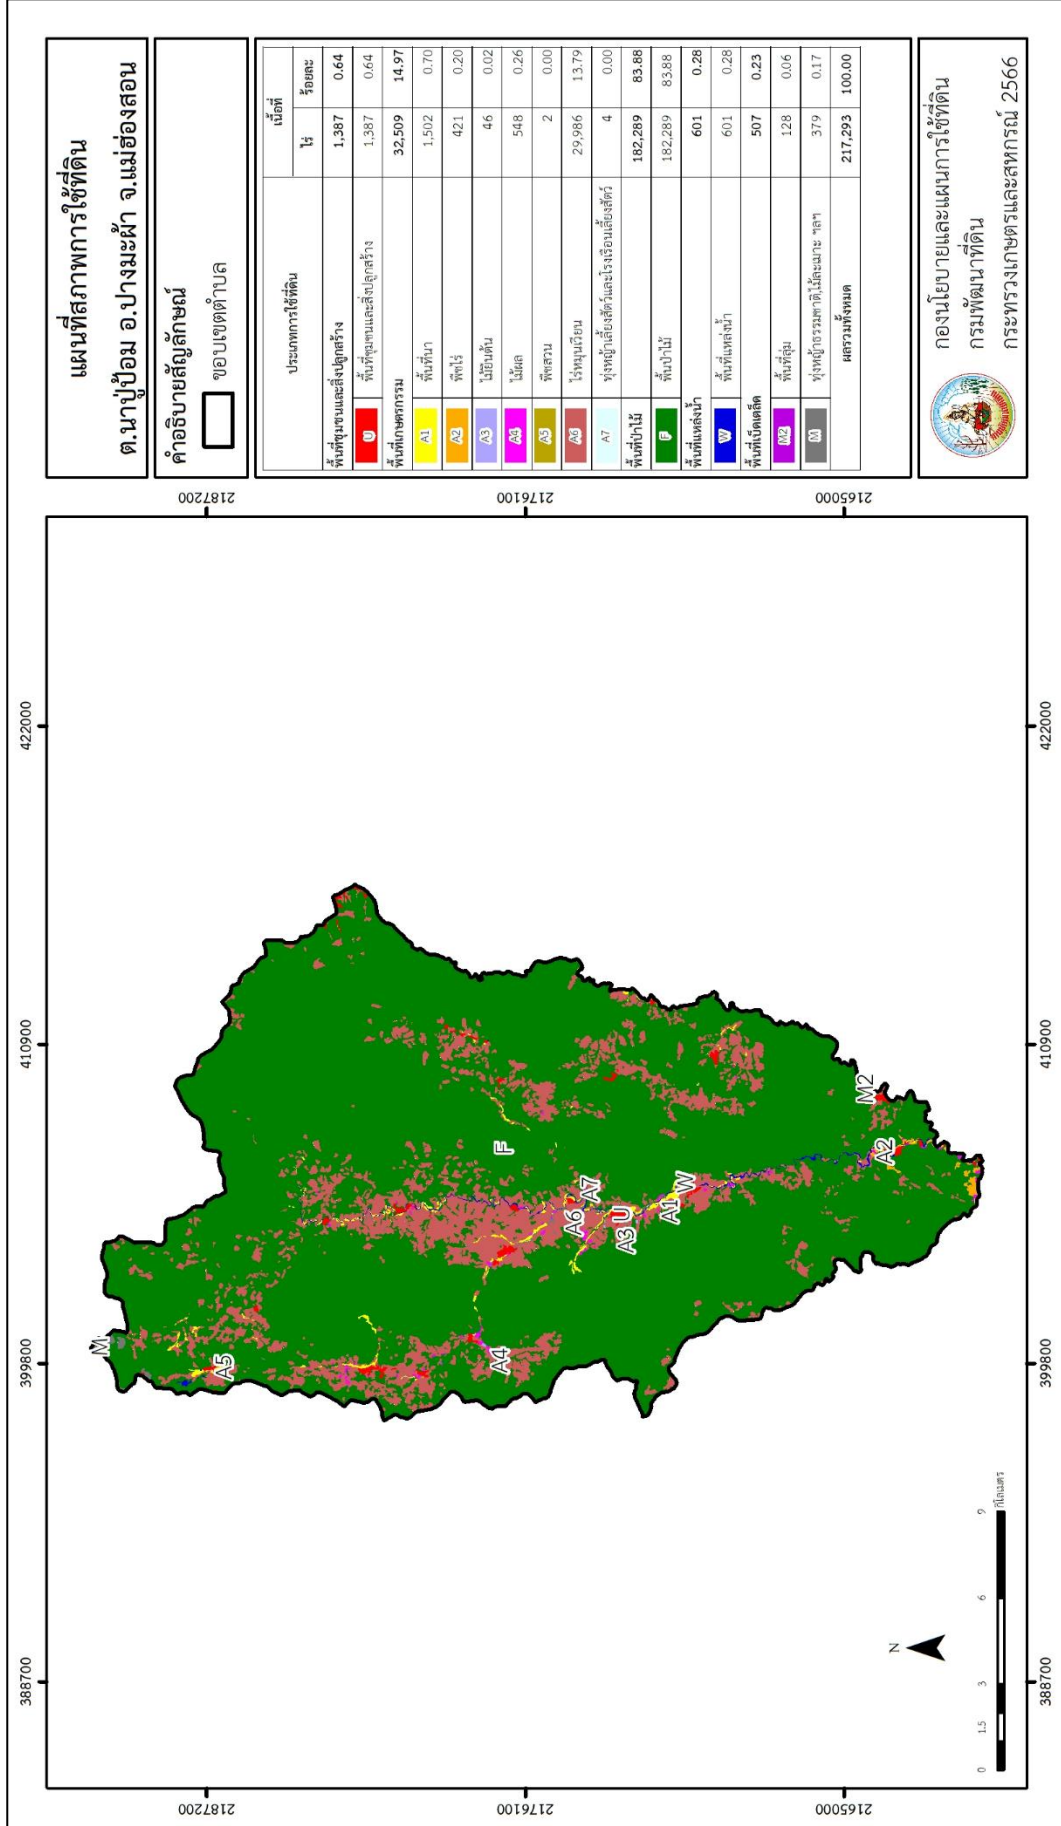 แผนที่สภาพการใช้ที่ดิน
ต.นาปู่ป้อม อ.ปางมะผ้า จ.แม่ฮ่องสอน
คำอธิบายสัญลักษณ์
ขอบเขตตำบล
ประเภทการใช้ที่ดิน เนื้อที่
ไร่ ร้อยละ
พื้นที่ชุมชนและสิ่งปลูกสร้าง 1,387 0.64
U พื้นที่ชุมชนและสิ่งปลูกสร้าง 1,387 0.64
พื้นที่เกษตรกรรม 32,509 14.97
A1 พื้นที่นา 1,502 0.70
A2 พืชไร่ 421 0.20
A3 ไม้ยืนต้น 46 0.02
A4 ไม้ผล 548 0.26
A5 พืชสวน 2 0.00
A6 ไร่หมุนเวียน 29,986 13.79
A7 ทุ่งหญ้าเลี้ยงสัตว์และโรงเรือนเลี้ยงสัตว์ 4 0.00
พื้นที่ป่าไม้ 182,289 83.88
F พื้นป่าไม้ 182,289 83.88
พื้นที่แหล่งน้ำ 601 0.28
W พื้นที่แหล่งน้ำ 601 0.28
พื้นที่เบ็ดเตล็ด 507 0.23
M2 พื้นที่ลุ่ม 128 0.06
M ทุ่งหญ้าธรรมชาติ,ไม้ละเมาะ ฯลฯ 379 0.17
ผลรวมทั้งหมด 217,293 100.00
กองนโยบายและแผนการใช้ที่ดิน
กรมพัฒนาที่ดิน
กระทรวงเกษตรและสหกรณ์ 2566
388700 399800 410900 422000
2187200
2176100
2165000
2187200
2176100
2165000
M
A5
F
A4
A6
A7
A3
U
A1
W
M2
A2
N
0 1.5 3 6 9
กิโลเมตร
388700 399800 410900 422000